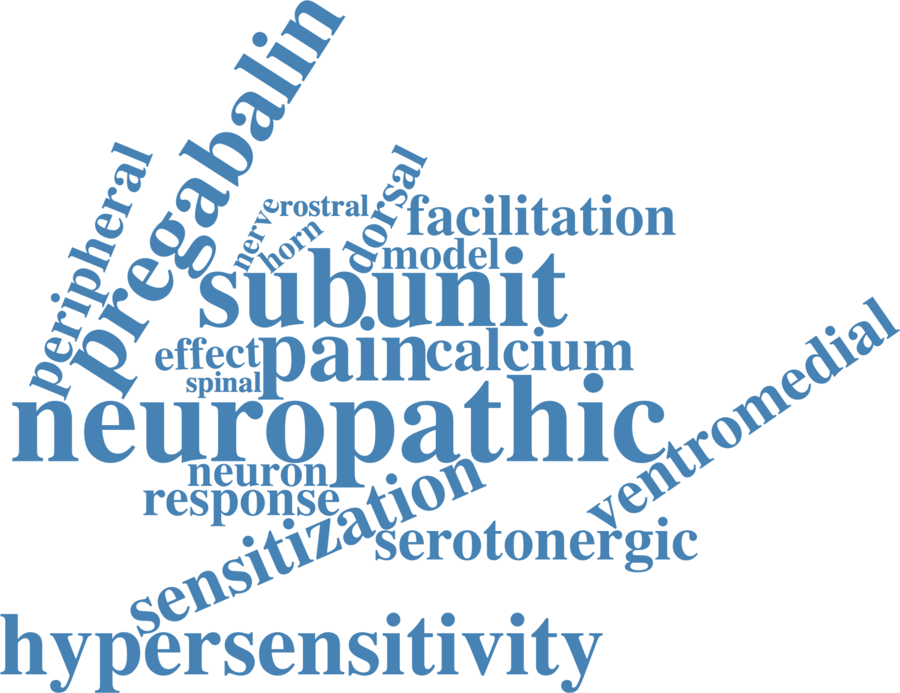 pregabalin
peripheral
nerve
rostral
horn
dorsal
facilitation
model
subunit
effect
pain
calcium
spinal
neuropathic
ventromedial
neuron
response
sensitization
serotonergic
hypersensitivity